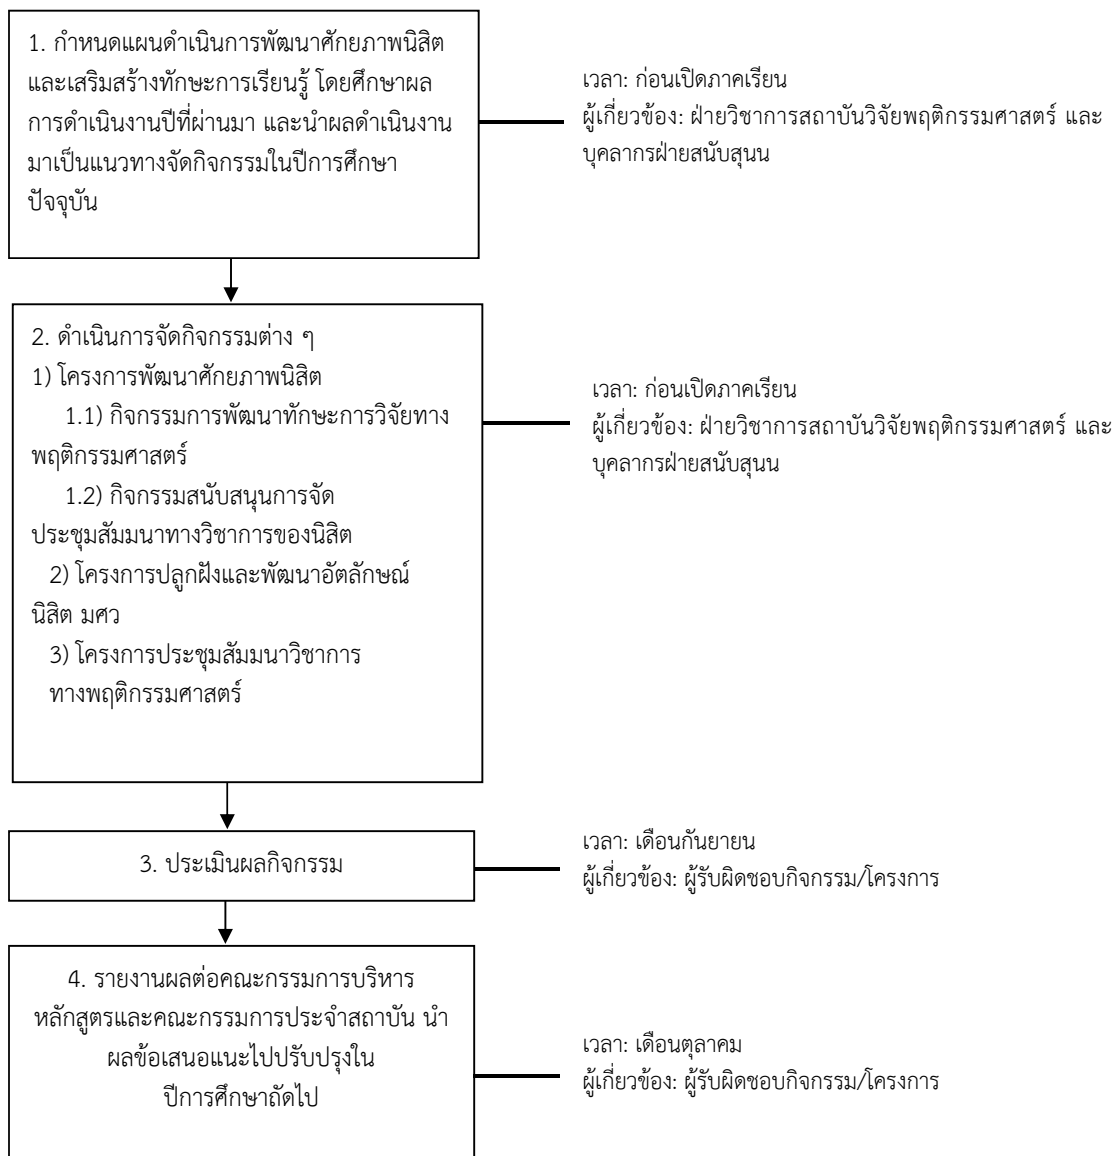 1. กำหนดแผนดำเนินการพัฒนาศักยภาพนิสิต
และเสริมสร้างทักษะการเรียนรู้ โดยศึกษาผล
การดำเนินงานปีที่ผ่านมา และนำผลดำเนินงาน
มาเป็นแนวทางจัดกิจกรรมในปีการศึกษา
ปัจจุบัน
เวลา: ก่อนเปิดภาคเรียน
ผู้เกี่ยวข้อง: ฝ่ายวิชาการสถาบันวิจัยพฤติกรรมศาสตร์ และ
บุคลากรฝ่ายสนับสุนน
2. ดำเนินการจัดกิจกรรมต่าง ๆ
1) โครงการพัฒนาศักยภาพนิสิต
1.1) กิจกรรมการพัฒนาทักษะการวิจัยทาง
พฤติกรรมศาสตร์
1.2) กิจกรรมสนับสนุนการจัด
ประชุมสัมมนาทางวิชาการของนิสิต
2) โครงการปลูกฝังและพัฒนาอัตลักษณ์
นิสิต มศว
3) โครงการประชุมสัมมนาวิชาการ
ทางพฤติกรรมศาสตร์
เวลา: ก่อนเปิดภาคเรียน
ผู้เกี่ยวข้อง: ฝ่ายวิชาการสถาบันวิจัยพฤติกรรมศาสตร์ และ
บุคลากรฝ่ายสนับสุนน
3. ประเมินผลกิจกรรม
เวลา: เดือนกันยายน
ผู้เกี่ยวข้อง: ผู้รับผิดชอบกิจกรรม/โครงการ
4. รายงานผลต่อคณะกรรมการบริหาร
หลักสูตรและคณะกรรมการประจำสถาบัน นำ
ผลข้อเสนอแนะไปปรับปรุงใน
ปีการศึกษาถัดไป
เวลา: เดือนตุลาคม
ผู้เกี่ยวข้อง: ผู้รับผิดชอบกิจกรรม/โครงการ